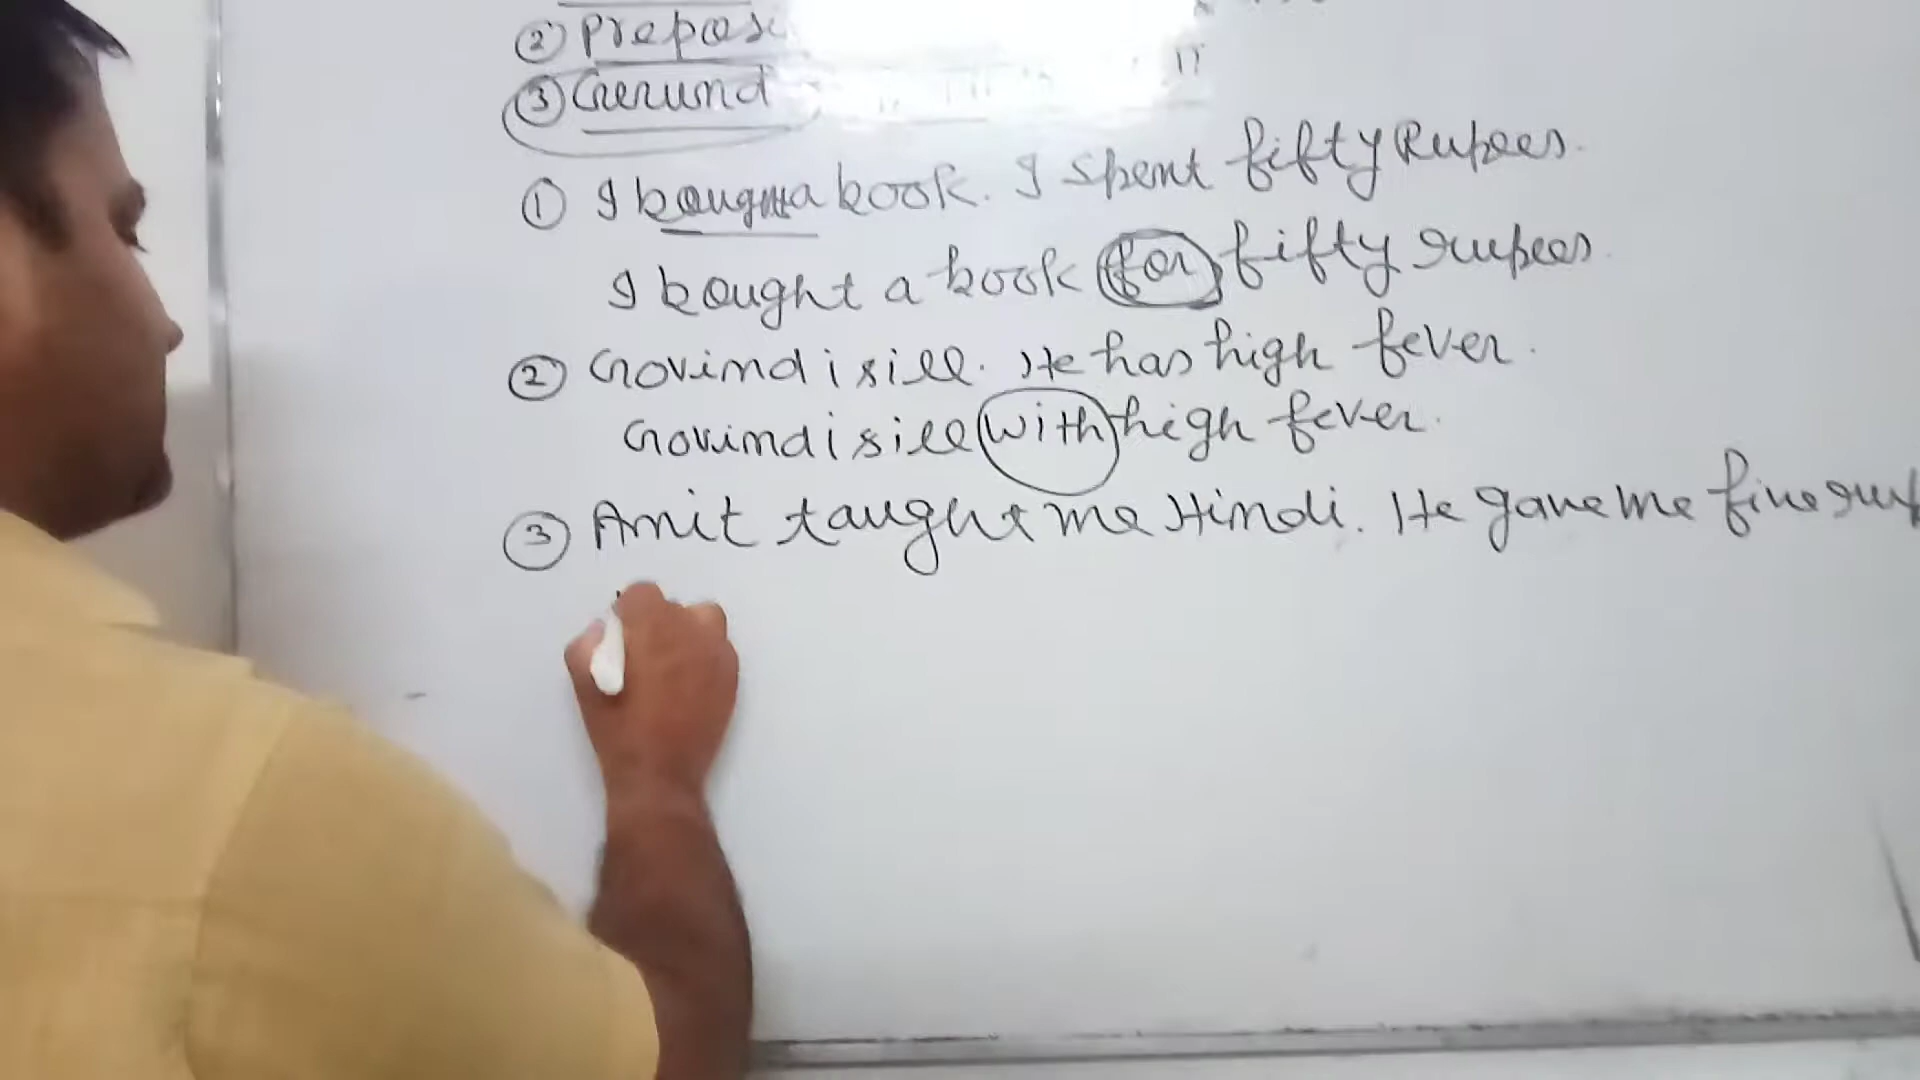 ② Prepos
③ Gerund
① I bought a book. I spent fifty Rupees.
I bought a book for fifty rupees.
② Govind is ill. He has high fever.
Govind is ill with high fever.
③ Amit taught me Hindi. He gave me five rup